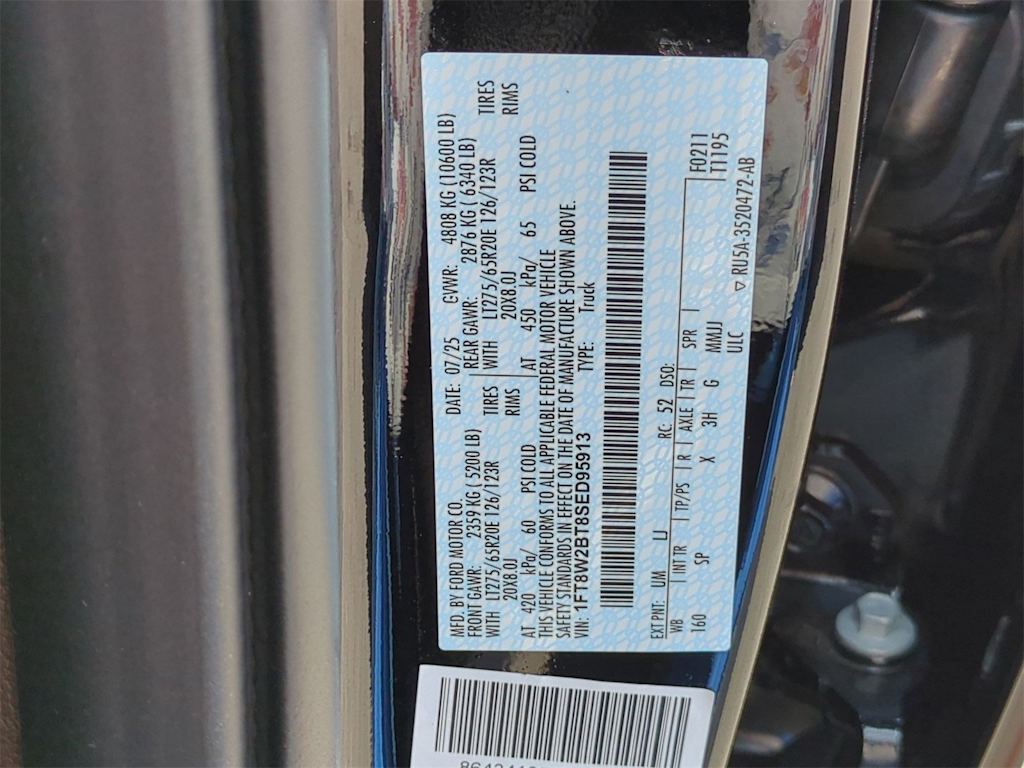 MFD BY FORD MOTOR CO.
DATE: 07/25 GVWR: 4808 KG (10600 LB)
FRONT GAWR: 2359 KG ( 5200 LB) REAR GAWR: 2876 KG ( 6340 LB)
WITH LT275/65R20E 126/123R TIRES WITH LT275/65R20E 126/123R TIRES
20X8.0J RIMS 20X8.0J RIMS
AT 420 kPa/ 60 PSI COLD AT 450 kPa/ 65 PSI COLD
THIS VEHICLE CONFORMS TO ALL APPLICABLE FEDERAL MOTOR VEHICLE
SAFETY STANDARDS IN EFFECT ON THE DATE OF MANUFACTURE SHOWN ABOVE.
VIN: 1FT8W2BT8SED95913 TYPE: Truck
EXT PNT: UM LJ RC: 52 DSO: F0211
WB INTR TP/PS R AXLE TR SPR T1195
160 SP X 3H G MMMJ
ULC
▽ RU5A-3520472-AB